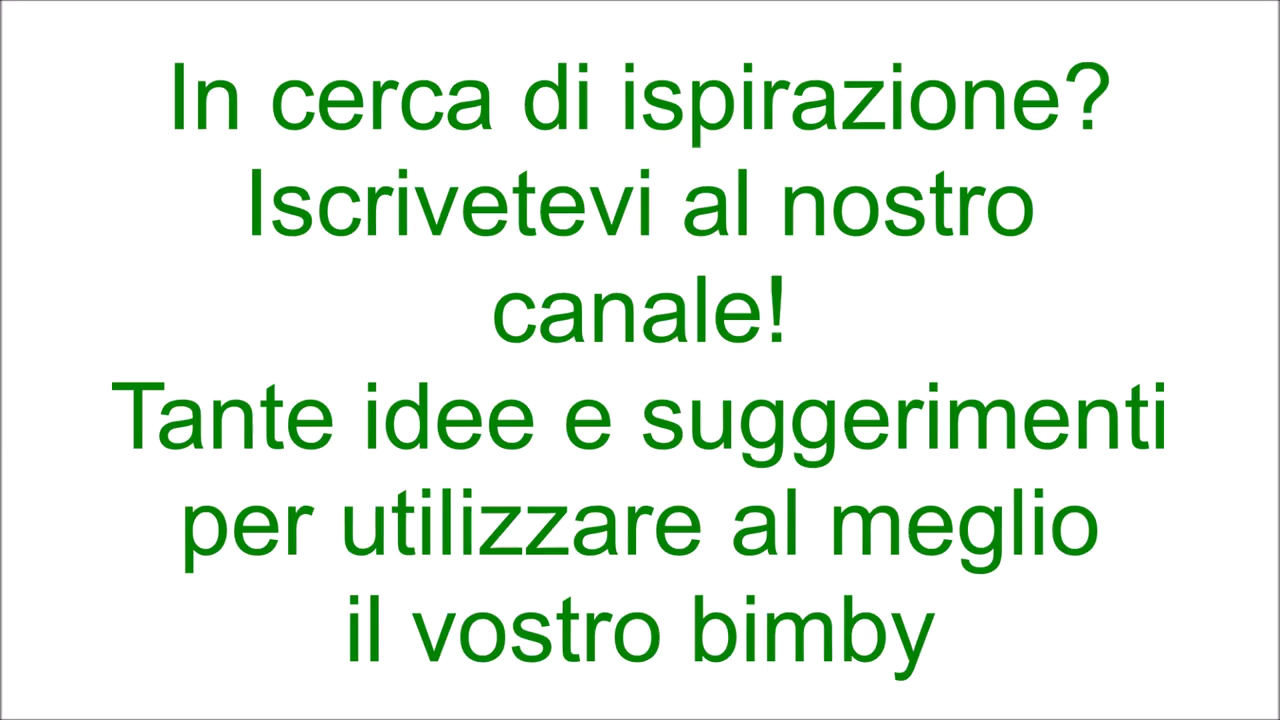 In cerca di ispirazione?
Iscrivetevi al nostro
canale!
Tante idee e suggerimenti
per utilizzare al meglio
il vostro bimby